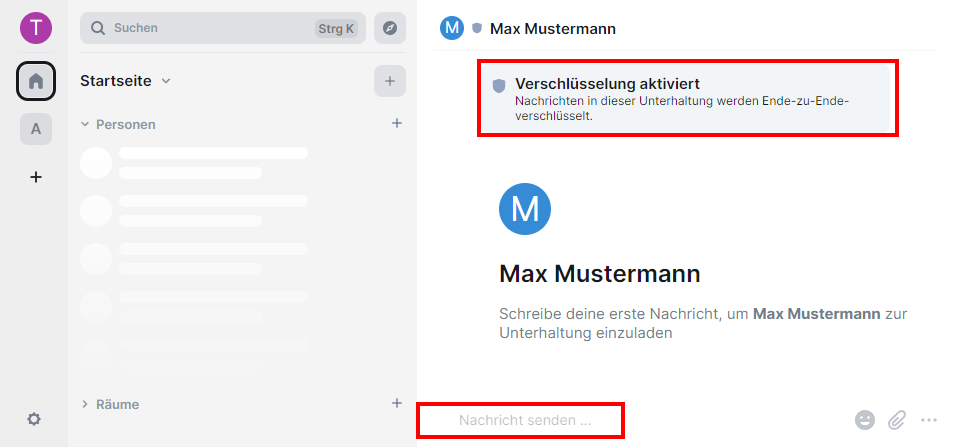 T
Suchen
Strg K
Startseite
A
Personen
Räume
M
Max Mustermann
Verschlüsselung aktiviert
Nachrichten in dieser Unterhaltung werden Ende-zu-Ende-
verschlüsselt.
M
Max Mustermann
Schreibe deine erste Nachricht, um Max Mustermann zur
Unterhaltung einzuladen
Nachricht senden ...